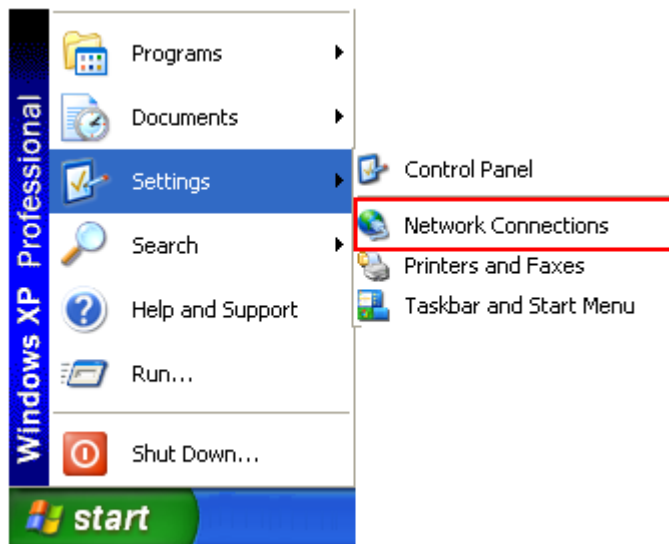 Windows XP Professional
Programs
Documents
Settings
Search
Help and Support
Run...
Shut Down...
start
Control Panel
Network Connections
Printers and Faxes
Taskbar and Start Menu